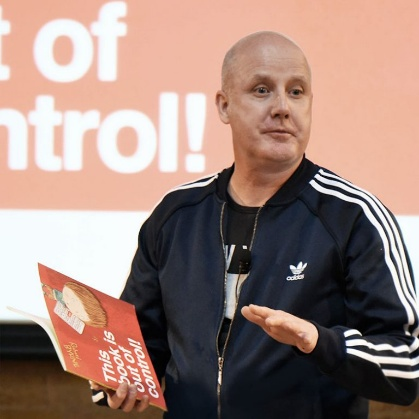 t of
ntrol!
adidas
This
book is
out of
control!